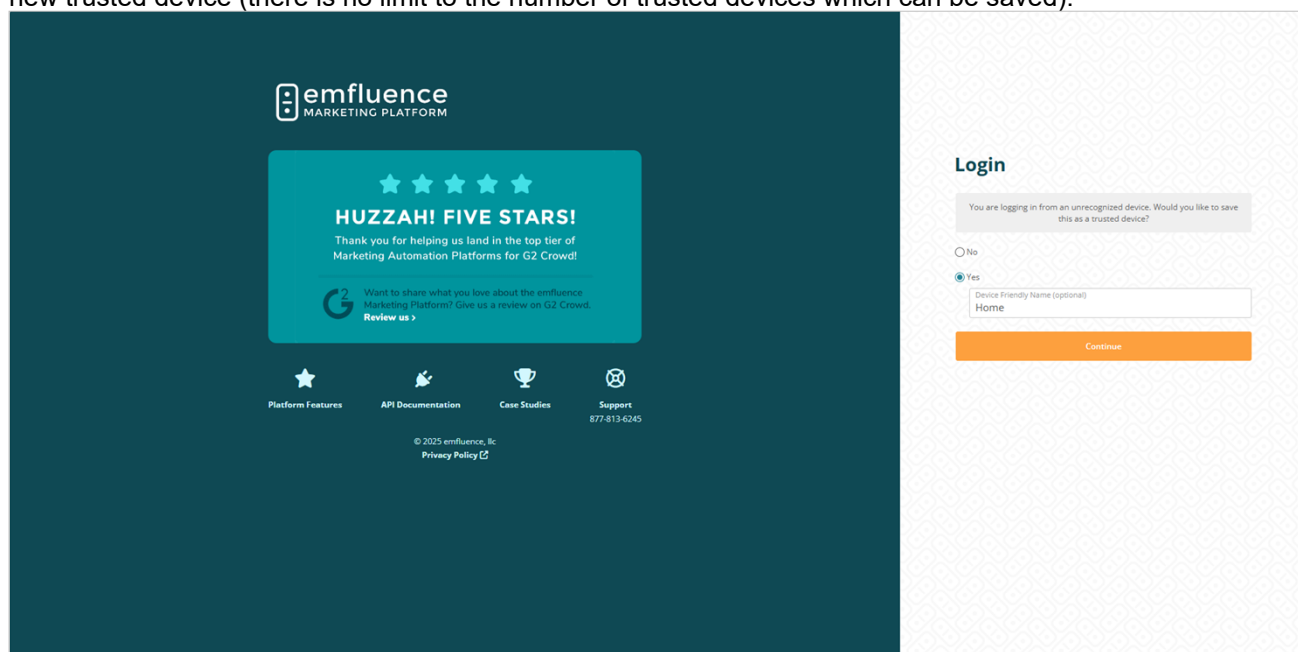 new trusted device (there is no limit to the number of trusted devices which can be saved).
emfluence
MARKETING PLATFORM
HUZZAH! FIVE STARS!
Thank you for helping us land in the top tier of
Marketing Automation Platforms for G2 Crowd!
G2
Want to share what you love about the emfluence
Marketing Platform? Give us a review on G2 Crowd.
Review us >
Platform Features
API Documentation
Case Studies
Support
877-813-6245
© 2025 emfluence, llc
Privacy Policy
Login
You are logging in from an unrecognized device. Would you like to save
this as a trusted device?
No
Yes
Device Friendly Name (optional)
Home
Continue